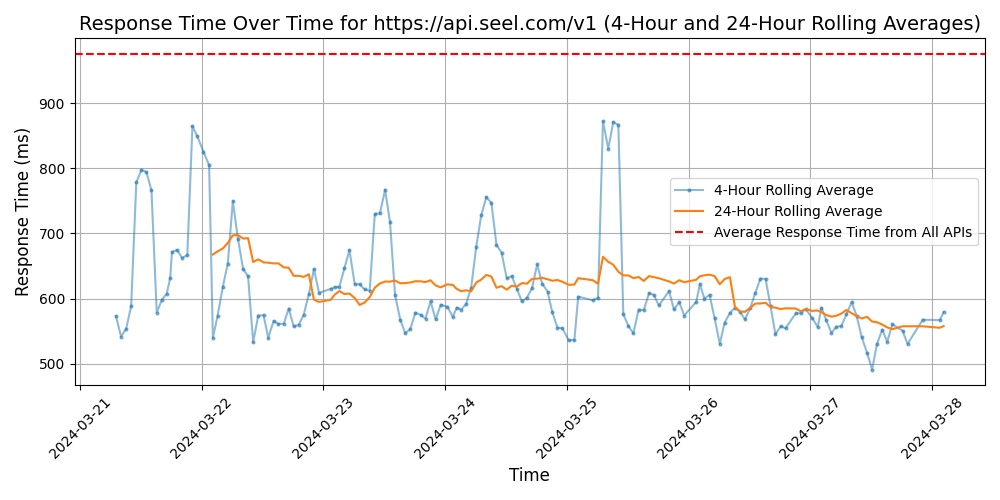 Response Time Over Time for https://api.seel.com/v1 (4-Hour and 24-Hour Rolling Averages)
Response Time (ms)
900
800
700
600
500
4-Hour Rolling Average
24-Hour Rolling Average
Average Response Time from All APIs
2024-03-21
2024-03-22
2024-03-23
2024-03-24
2024-03-25
2024-03-26
2024-03-27
2024-03-28
Time